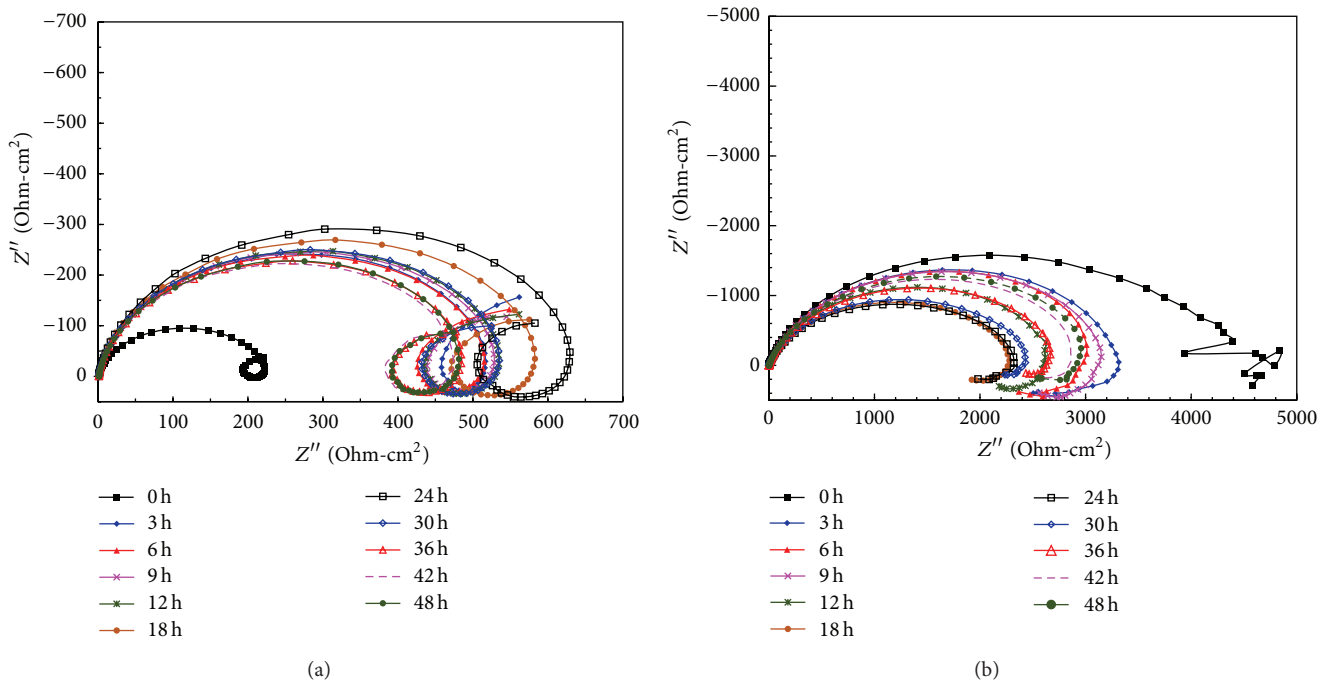 −700
−600
−500
−400
−300
−200
−100
0
Z″ (Ohm-cm²)
0 100 200 300 400 500 600 700
Z″ (Ohm-cm²)
0 h
3 h
6 h
9 h
12 h
18 h
24 h
30 h
36 h
42 h
48 h
(a)
−5000
−4000
−3000
−2000
−1000
0
Z″ (Ohm-cm²)
0 1000 2000 3000 4000 5000
Z″ (Ohm-cm²)
0 h
3 h
6 h
9 h
12 h
18 h
24 h
30 h
36 h
42 h
48 h
(b)